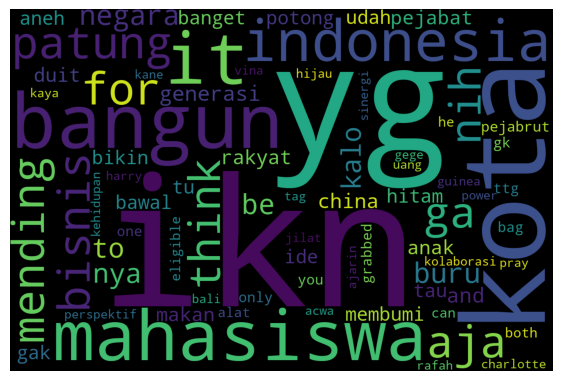 aneh negara banget potong udah pejabat
patung it indonesia
kane vina hijau sinergi he
duit for generasi yg nih
kaya
bangun kota
pejabrut
gege gk
uang
bikin rakyat kalo
mending bisnis kehidupan harry tu think tag china hitam guinea ttg
bawal be ga power bag
ikn
to one eligible jilat ide grabbed ajarin anak kolaborasi pray
nya you buru
bali only acwa tau and
perspektif makan alat membumi can both
mahasiswa aja
gak rafah charlotte